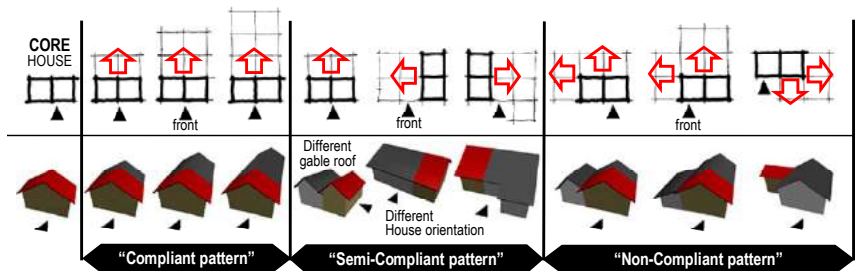 CORE
HOUSE
front
front
front
Different
gable roof
Different
House orientation
“Compliant pattern”
“Semi-Compliant pattern”
“Non-Compliant pattern”